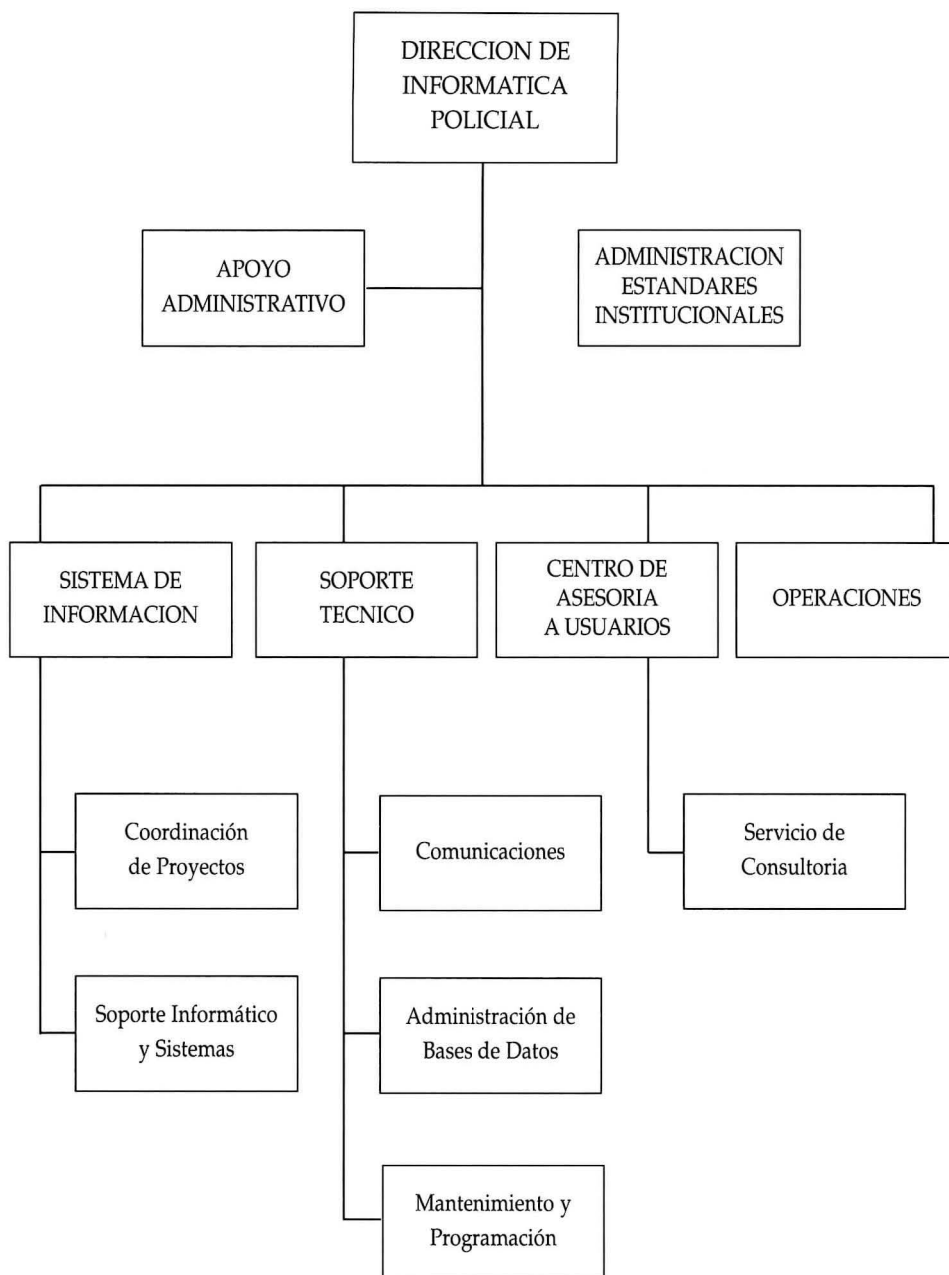 DIRECCION DE
INFORMATICA
POLICIAL
APOYO
ADMINISTRATIVO
ADMINISTRACION
ESTANDARES
INSTITUCIONALES
SISTEMA DE
INFORMACION
SOPORTE
TECNICO
CENTRO DE
ASESORIA
A USUARIOS
OPERACIONES
Coordinación
de Proyectos
Comunicaciones
Servicio de
Consultoria
Soporte Informático
y Sistemas
Administración de
Bases de Datos
Mantenimiento y
Programación